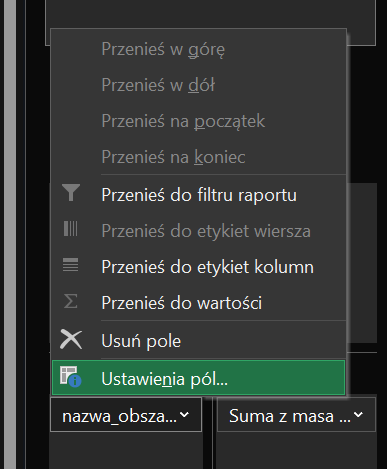 Przenieś w górę
Przenieś w dół
Przenieś na początek
Przenieś na koniec
Przenieś do filtru raportu
Przenieś do etykiet wiersza
Przenieś do etykiet kolumn
Przenieś do wartości
Usuń pole
Ustawienia pól...
nazwa_obsza... Suma z masa ...